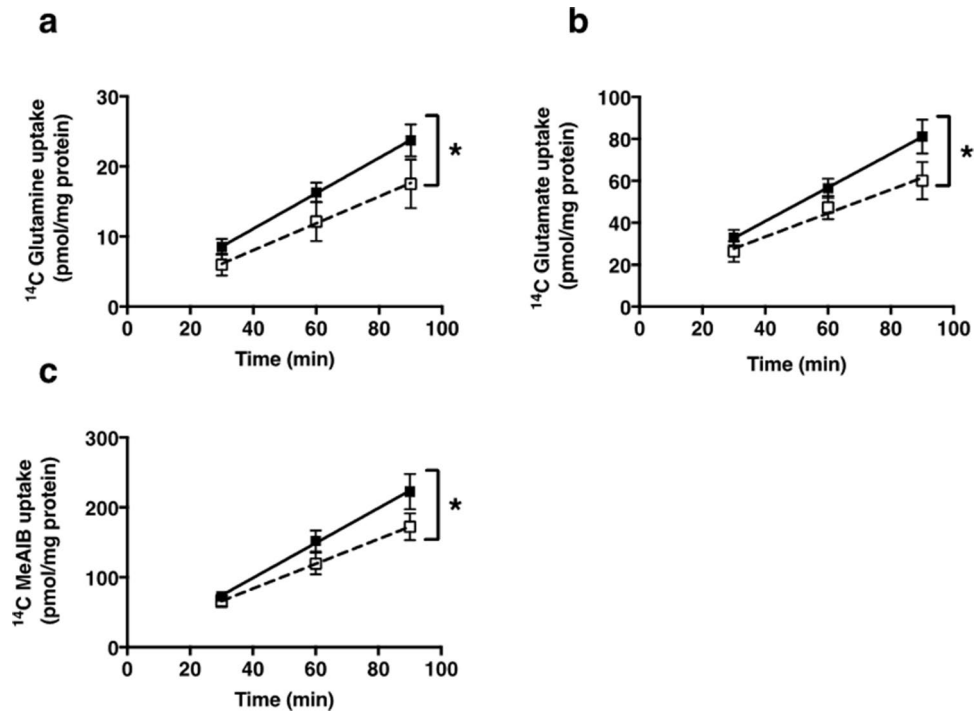 a
¹⁴C Glutamine uptake
(pmol/mg protein)
30
20
10
0
0 20 40 60 80 100
Time (min)
*
b
¹⁴C Glutamate uptake
(pmol/mg protein)
100
80
60
40
20
0
0 20 40 60 80 100
Time (min)
*
c
¹⁴C MeAIB uptake
(pmol/mg protein)
300
200
100
0
0 20 40 60 80 100
Time (min)
*